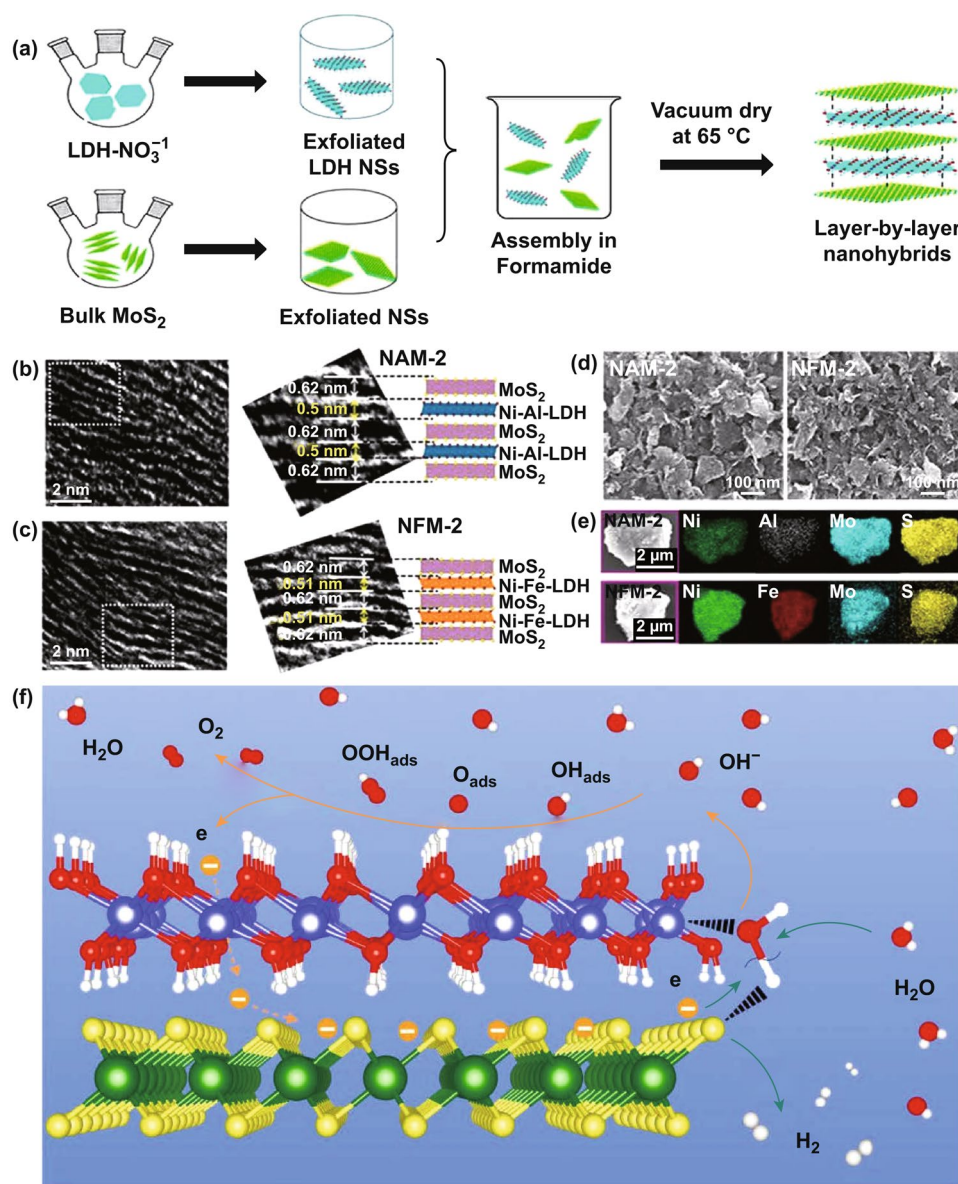 (a)
LDH-NO₃⁻¹
Exfoliated
LDH NSs
Bulk MoS₂
Exfoliated NSs
Assembly in
Formamide
Vacuum dry
at 65 °C
Layer-by-layer
nanohybrids
(b)
2 nm
NAM-2
0.62 nm
0.5 nm
0.62 nm
0.5 nm
0.62 nm
MoS₂
Ni-Al-LDH
MoS₂
Ni-Al-LDH
MoS₂
(c)
2 nm
NFM-2
0.62 nm
0.51 nm
0.62 nm
0.51 nm
0.62 nm
MoS₂
Ni-Fe-LDH
MoS₂
Ni-Fe-LDH
MoS₂
(d)
NAM-2
100 nm
NFM-2
100 nm
(e)
NAM-2
2 μm
Ni
Al
Mo
S
NFM-2
2 μm
Ni
Fe
Mo
S
(f)
H₂O
O₂
OOHads
Oads
OHads
OH⁻
e
e
H₂O
H₂